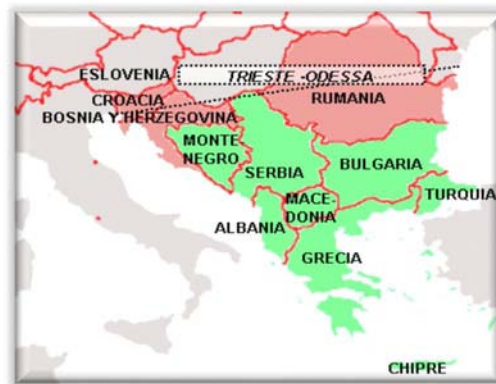 ESLOVENIA
TRIESTE -ODESSA
CROACIA
RUMANIA
BOSNIA Y HERZEGOVINA
MONTE
NEGRO
SERBIA
BULGARIA
TURQUIA
MACE-
DONIA
ALBANIA
GRECIA
CHIPRE